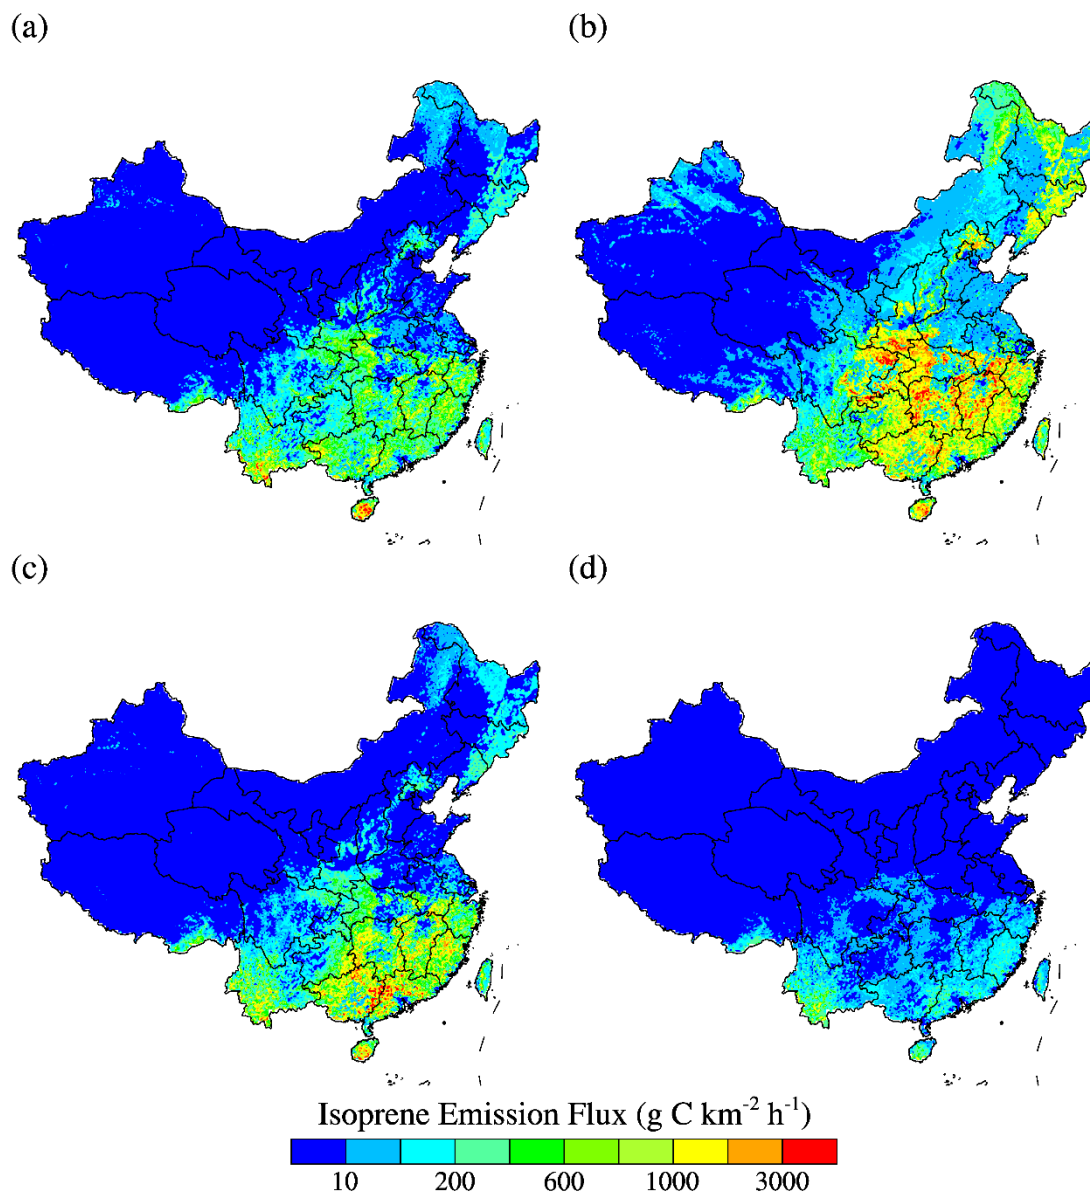 (a)
(b)
(c)
(d)
Isoprene Emission Flux (g C km⁻² h⁻¹)
10 200 600 1000 3000